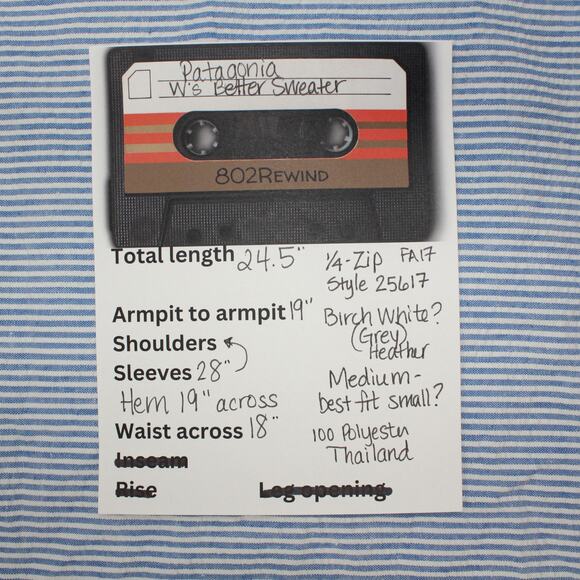 Patagonia
W's Better Sweater
802REWIND
Total length 24.5"
Armpit to armpit 19"
Shoulders
Sleeves 28"
Hem 19" across
Waist across 18"
Inseam
Rise
Leg opening
1/4-Zip FA17
Style 25617
Birch White?
(Grey)
Heather
Medium-
best fit small?
100 Polyester
Thailand